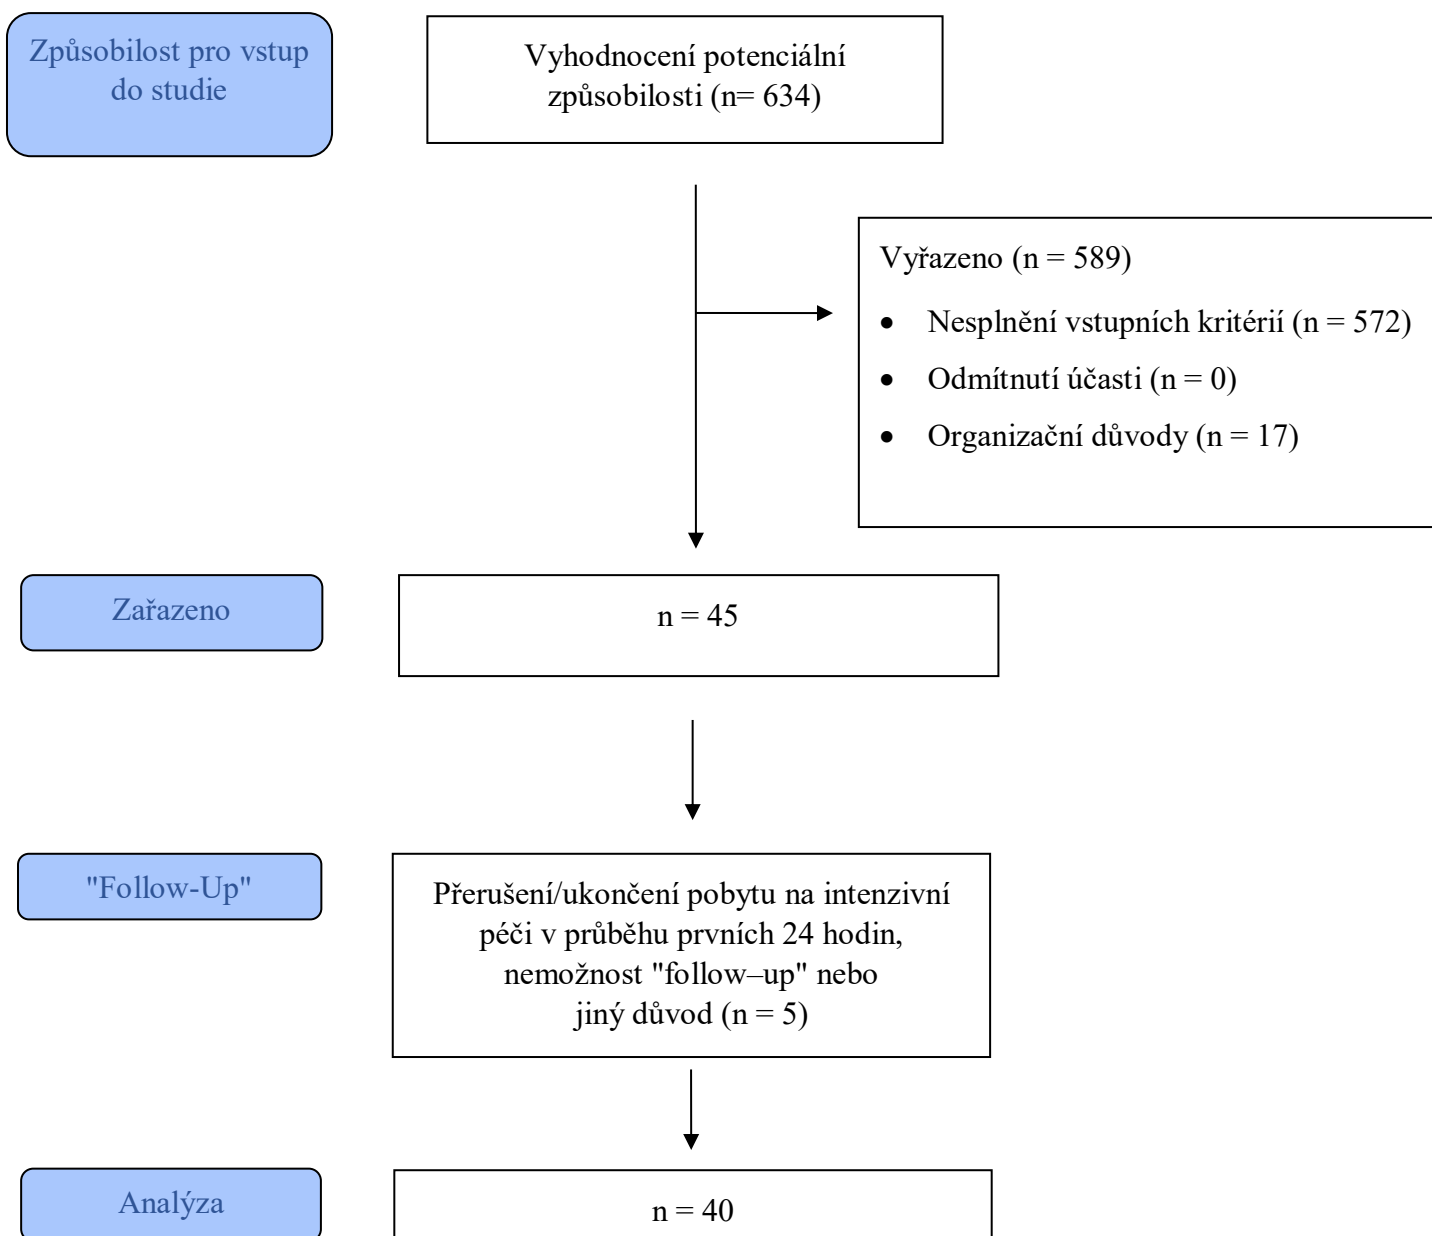 Způsobilost pro vstup
do studie
Vyhodnocení potenciální
způsobilosti (n= 634)
Vyřazeno (n = 589)
• Nesplnění vstupních kritérií (n = 572)
• Odmítnutí účasti (n = 0)
• Organizační důvody (n = 17)
Zařazeno
n = 45
"Follow-Up"
Přerušení/ukončení pobytu na intenzivní
péči v průběhu prvních 24 hodin,
nemožnost "follow–up" nebo
jiný důvod (n = 5)
Analýza
n = 40